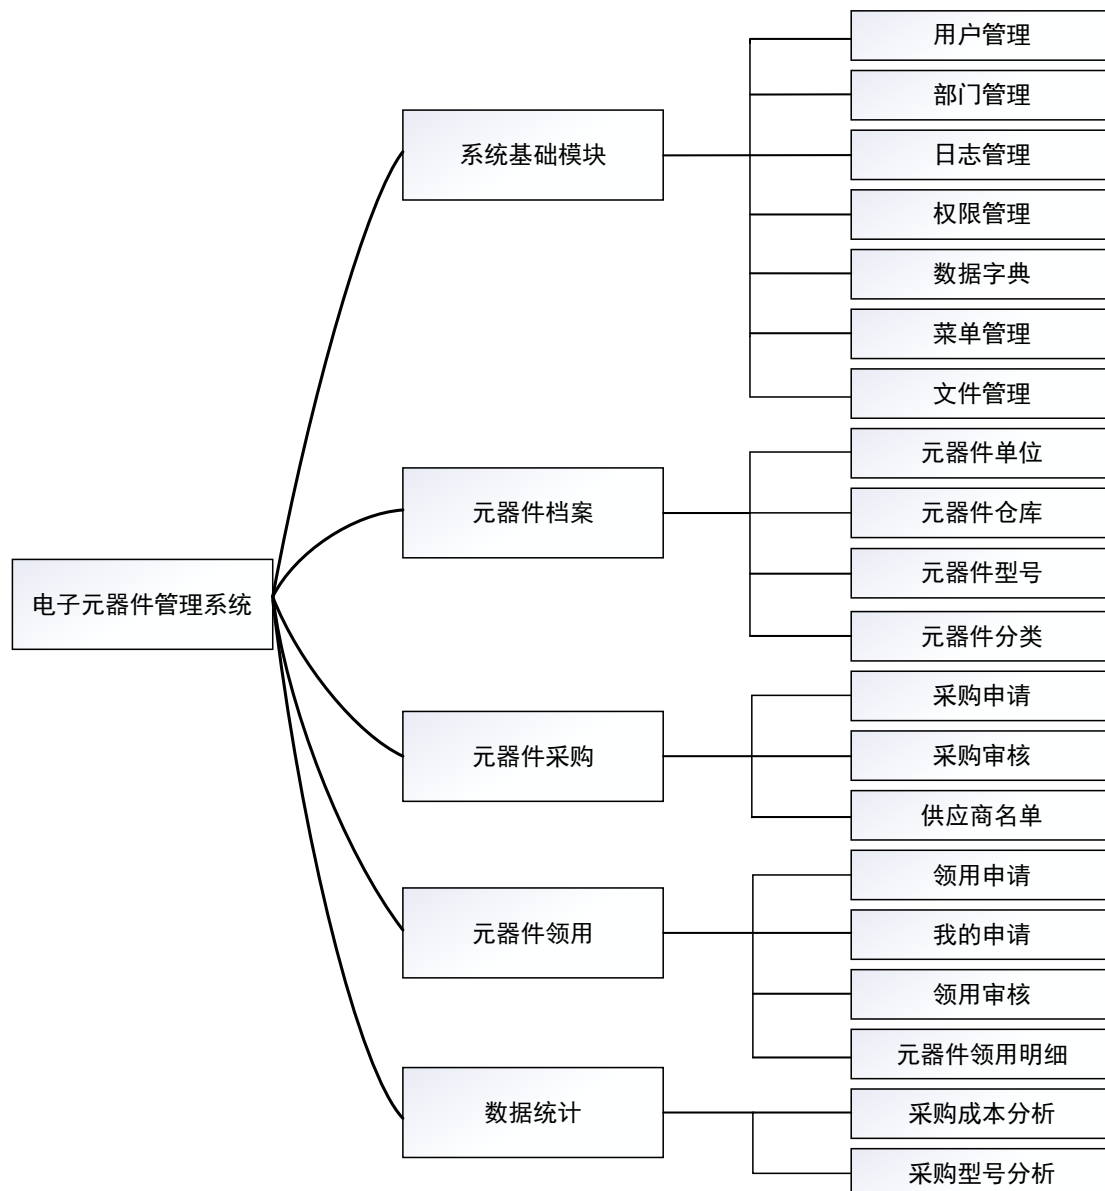 电子元器件管理系统
系统基础模块
用户管理
部门管理
日志管理
权限管理
数据字典
菜单管理
文件管理
元器件档案
元器件单位
元器件仓库
元器件型号
元器件分类
元器件采购
采购申请
采购审核
供应商名单
元器件领用
领用申请
我的申请
领用审核
元器件领用明细
数据统计
采购成本分析
采购型号分析